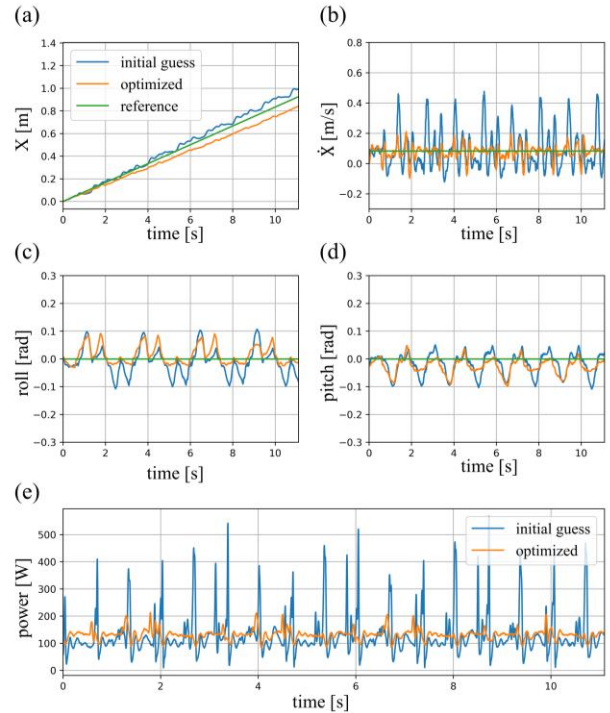 (a)
1.4
1.2
1.0
0.8
0.6
0.4
0.2
0.0
X [m]
initial guess
optimized
reference
0 2 4 6 8 10
time [s]
(b)
0.8
0.6
0.4
0.2
0.0
−0.2
Ẋ [m/s]
0 2 4 6 8 10
time [s]
(c)
0.3
0.2
0.1
0.0
−0.1
−0.2
−0.3
roll [rad]
0 2 4 6 8 10
time [s]
(d)
0.3
0.2
0.1
0.0
−0.1
−0.2
−0.3
pitch [rad]
0 2 4 6 8 10
time [s]
(e)
500
400
300
200
100
0
power [W]
initial guess
optimized
0 2 4 6 8 10
time [s]